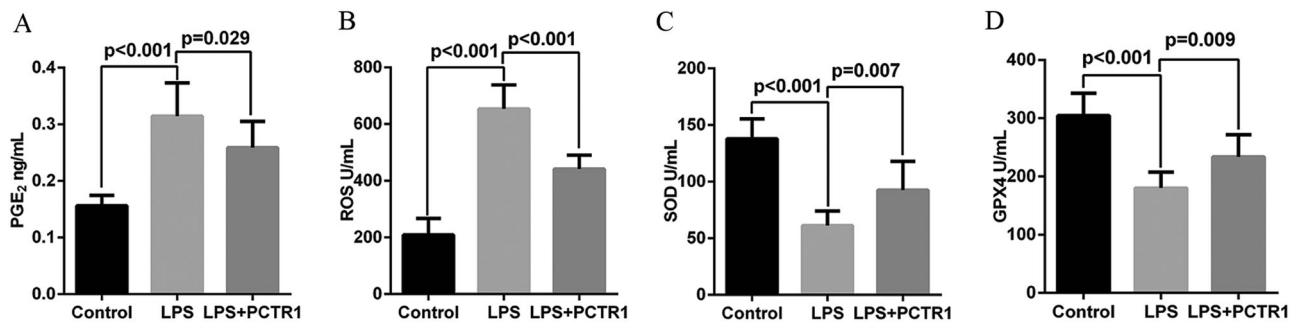 A
p<0.001
p=0.029
PGE2 ng/mL
0.4
0.3
0.2
0.1
0.0
Control
LPS
LPS+PCTR1
B
p<0.001
p<0.001
ROS U/mL
800
600
400
200
0
Control
LPS
LPS+PCTR1
C
p<0.001
p=0.007
SOD U/mL
200
150
100
50
0
Control
LPS
LPS+PCTR1
D
p<0.001
p=0.009
GPX4 U/mL
400
300
200
100
0
Control
LPS
LPS+PCTR1